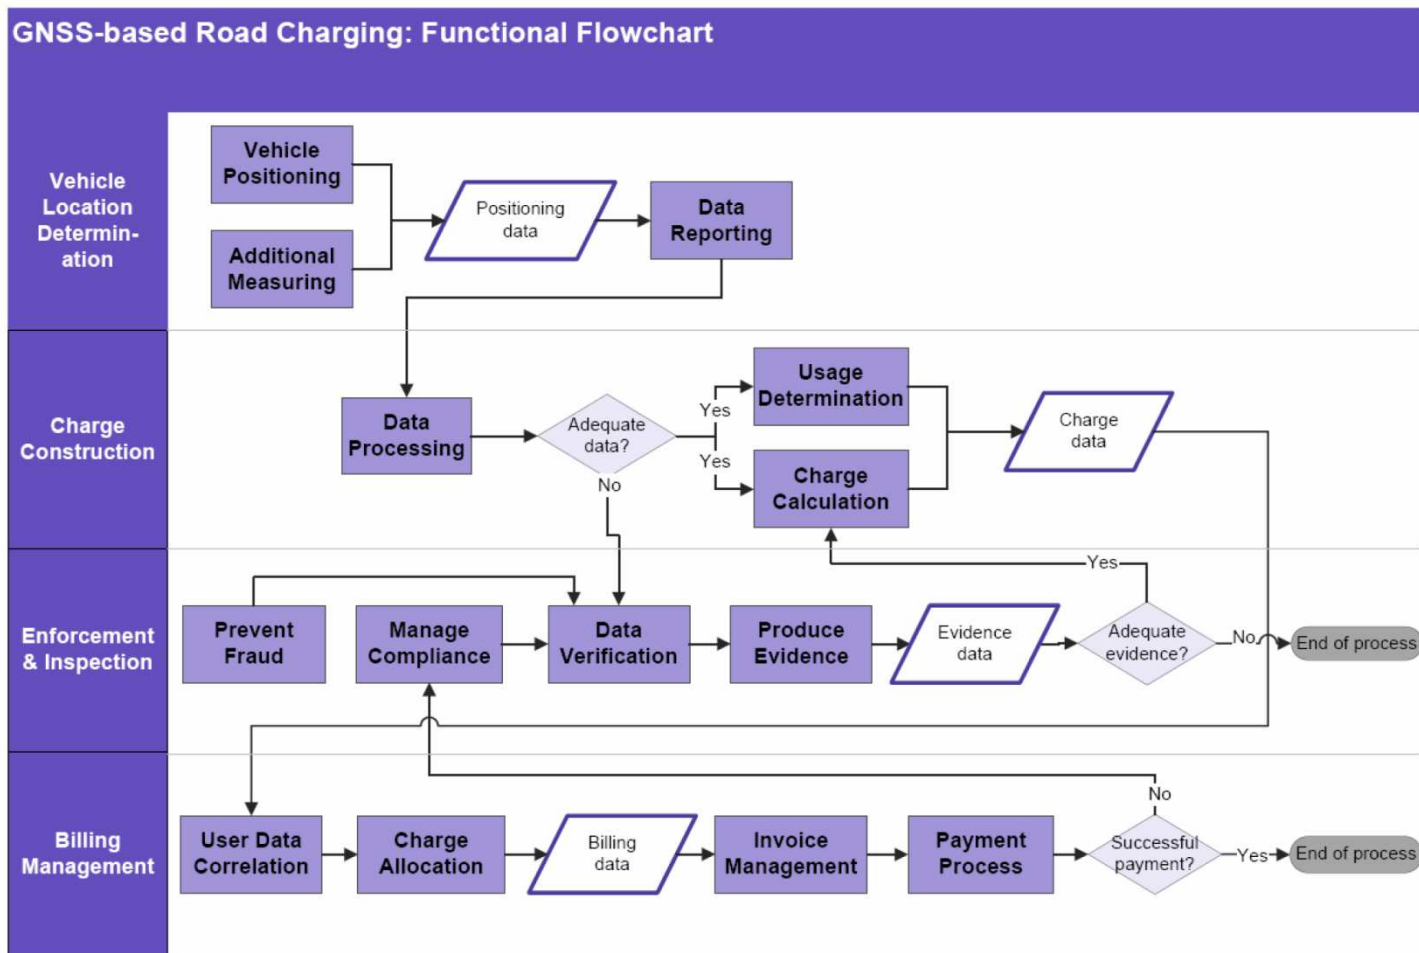 GNSS-based Road Charging: Functional Flowchart
Vehicle
Location
Determin-
ation
Vehicle
Positioning
Additional
Measuring
Positioning
data
Data
Reporting
Charge
Construction
Data
Processing
Adequate
data?
Yes
Yes
No
Usage
Determination
Charge
Calculation
Charge
data
Enforcement
& Inspection
Prevent
Fraud
Manage
Compliance
Data
Verification
Produce
Evidence
Evidence
data
Yes
Adequate
evidence?
No
End of process
Billing
Management
User Data
Correlation
Charge
Allocation
Billing
data
Invoice
Management
Payment
Process
No
Successful
payment?
Yes
End of process